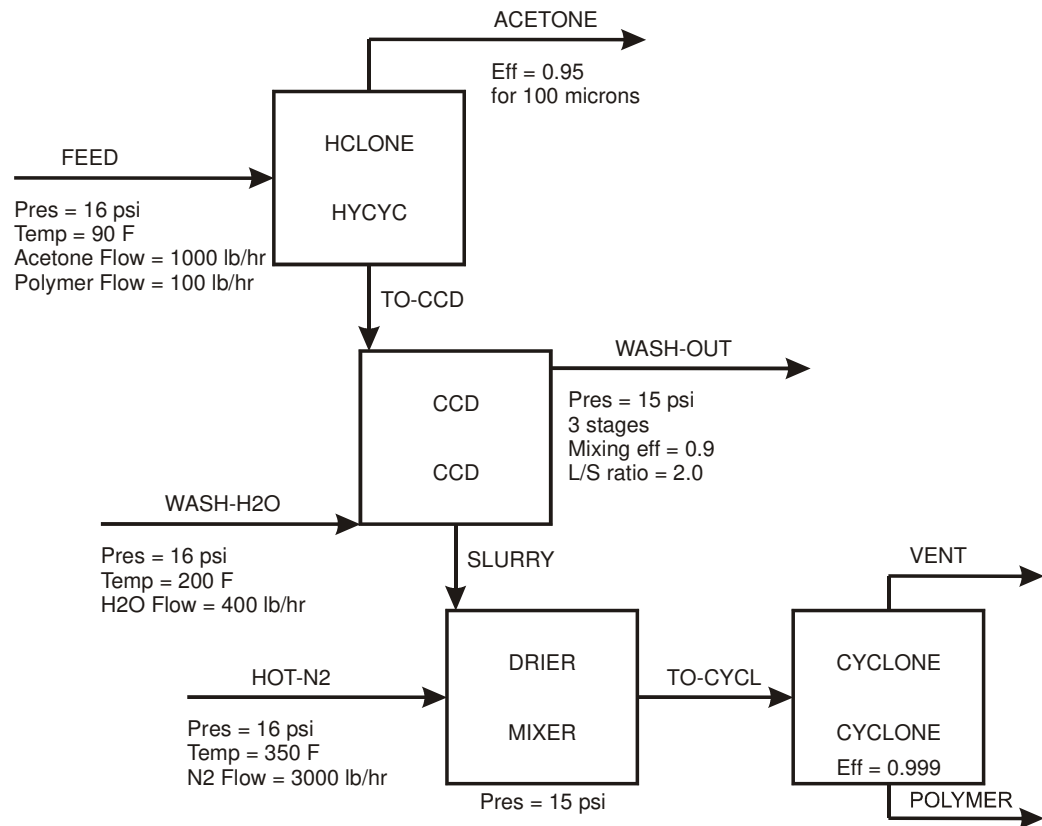 ACETONE
Eff = 0.95
for 100 microns
HCLONE
FEED
HYCYC
Pres = 16 psi
Temp = 90 F
Acetone Flow = 1000 lb/hr
Polymer Flow = 100 lb/hr
TO-CCD
WASH-OUT
CCD
Pres = 15 psi
3 stages
Mixing eff = 0.9
L/S ratio = 2.0
CCD
WASH-H2O
Pres = 16 psi
Temp = 200 F
H2O Flow = 400 lb/hr
SLURRY
VENT
DRIER
HOT-N2
TO-CYCL
CYCLONE
MIXER
CYCLONE
Pres = 16 psi
Temp = 350 F
N2 Flow = 3000 lb/hr
Eff = 0.999
Pres = 15 psi
POLYMER